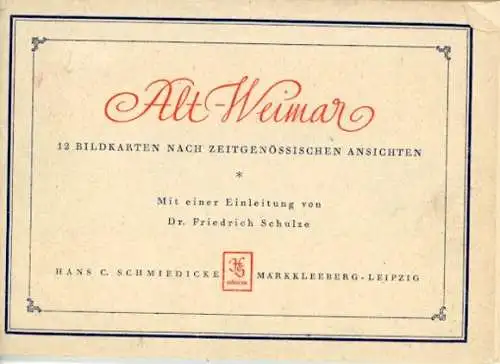 Alt-Weimar
12 BILDKARTEN NACH ZEITGENÖSSISCHEN ANSICHTEN
*
Mit einer Einleitung von
Dr. Friedrich Schulze
HANS C. SCHMIEDICKE MARKKLEEBERG-LEIPZIG